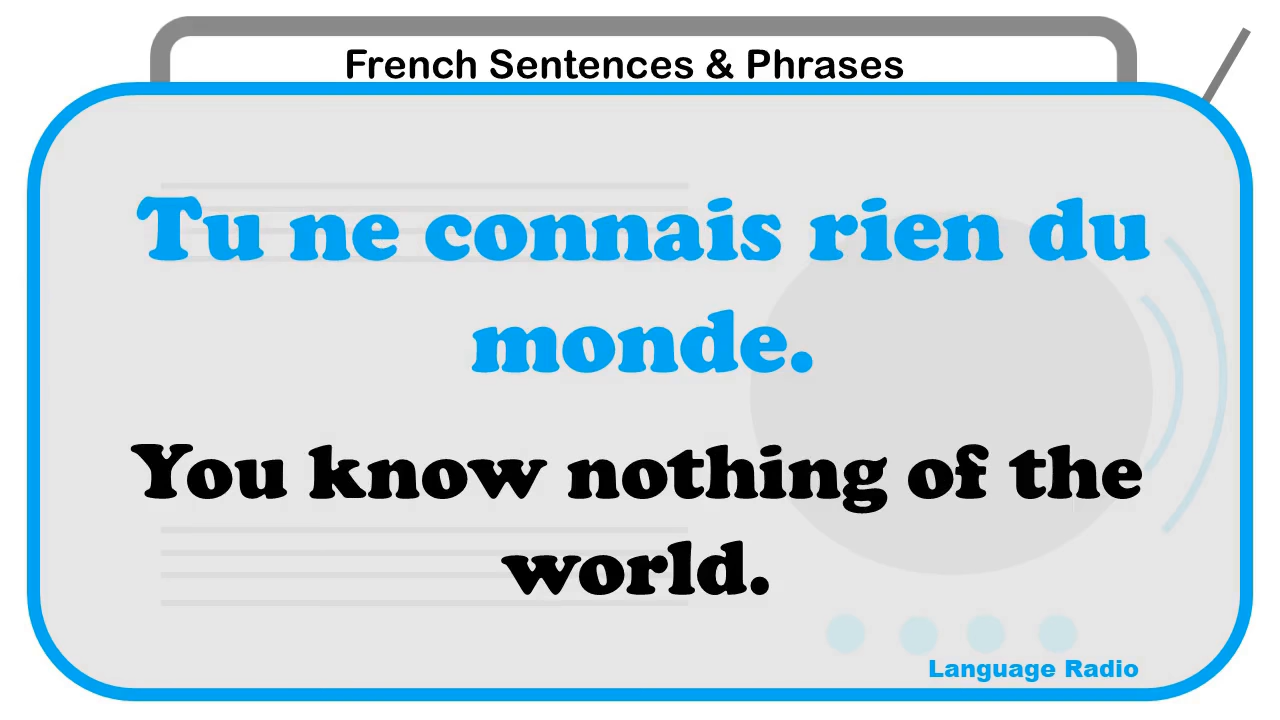 French Sentences & Phrases
Tu ne connais rien du
monde.
You know nothing of the
world.
Language Radio